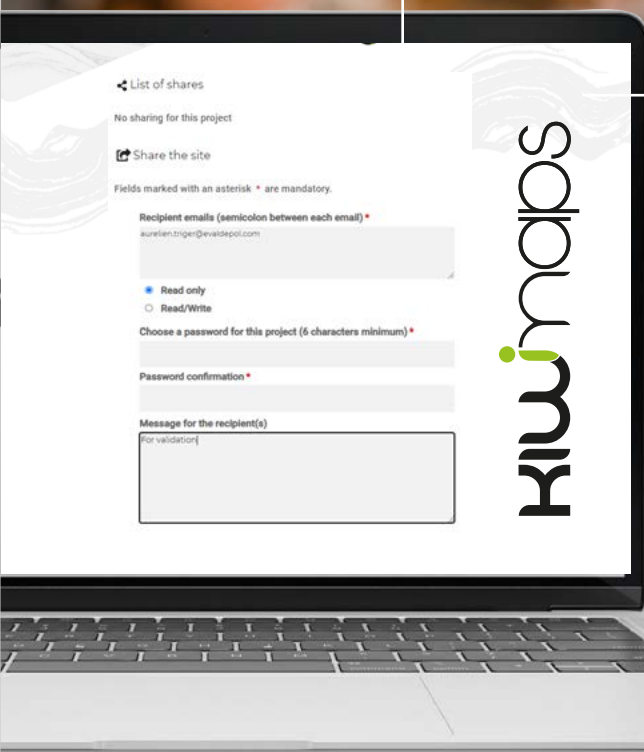 List of shares
No sharing for this project
Share the site
Fields marked with an asterisk * are mandatory.
Recipient emails (semicolon between each email) *
aurelien.triger@evaldepol.com
Read only
Read/Write
Choose a password for this project (6 characters minimum) *
Password confirmation *
Message for the recipient(s)
For validation
kiwimaps